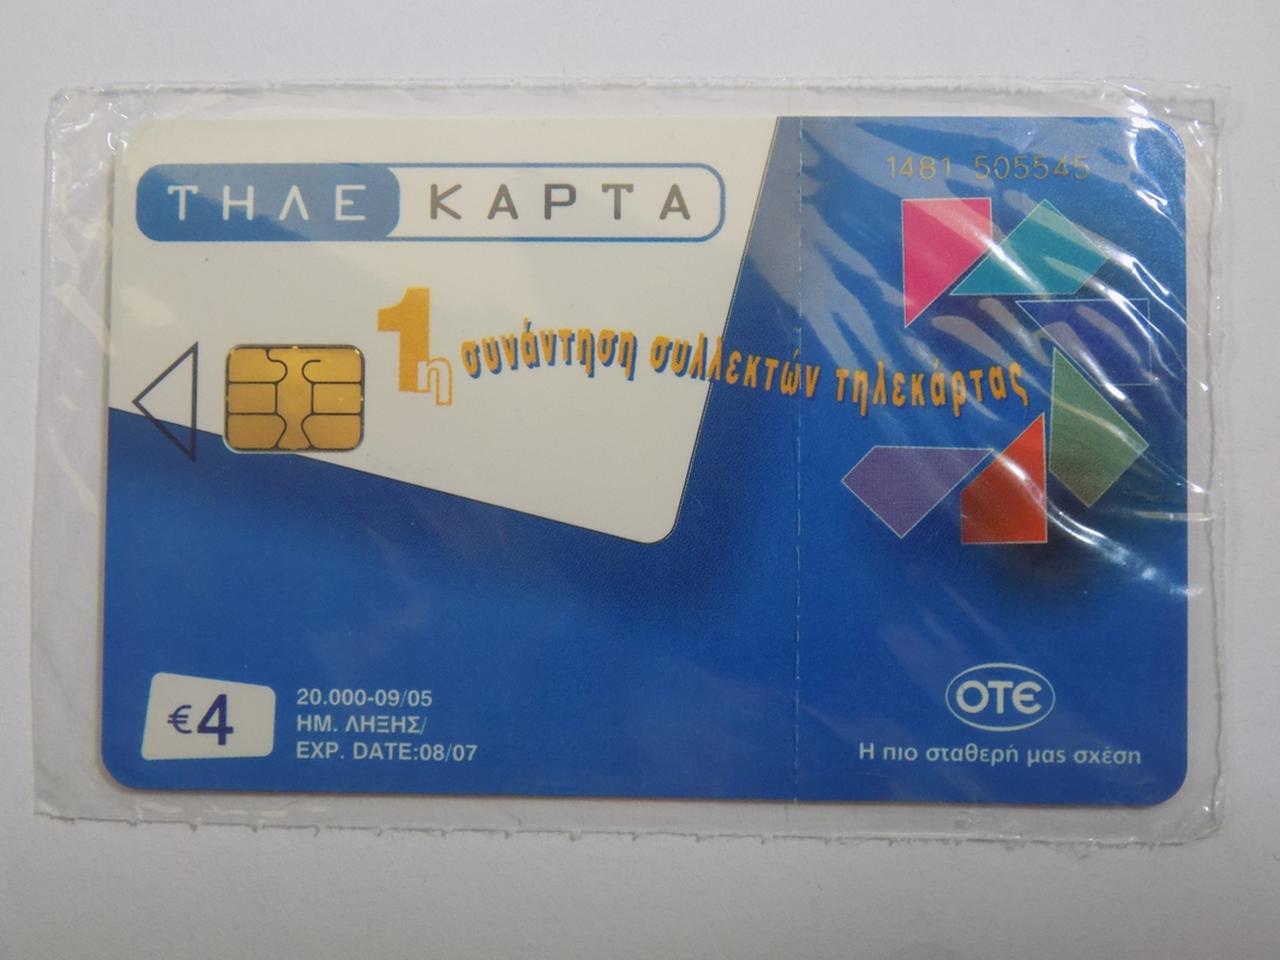 ΤΗΛΕ ΚΑΡΤΑ
1481 505545
1η συνάντηση συλλεκτών τηλεκάρτας
€4
20.000-09/05
ΗΜ. ΛΗΞΗΣ/
EXP. DATE:08/07
ΟΤΕ
Η πιο σταθερή μας σχέση